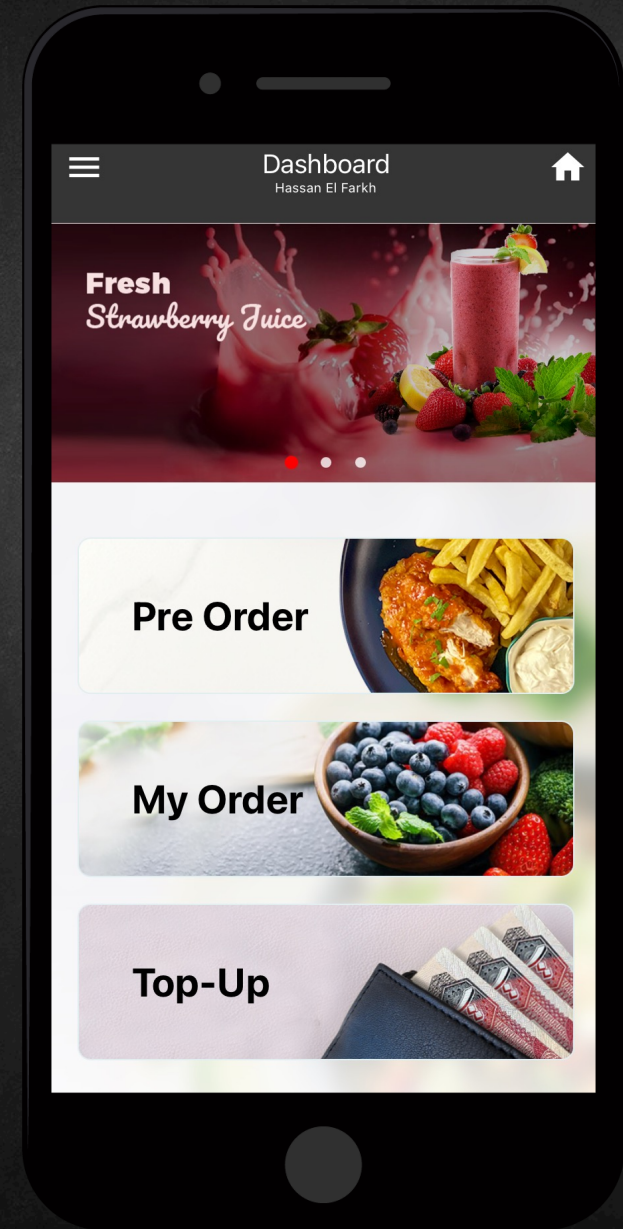 Dashboard
Hassan El Farkh
Fresh
Strawberry Juice
Pre Order
My Order
Top-Up